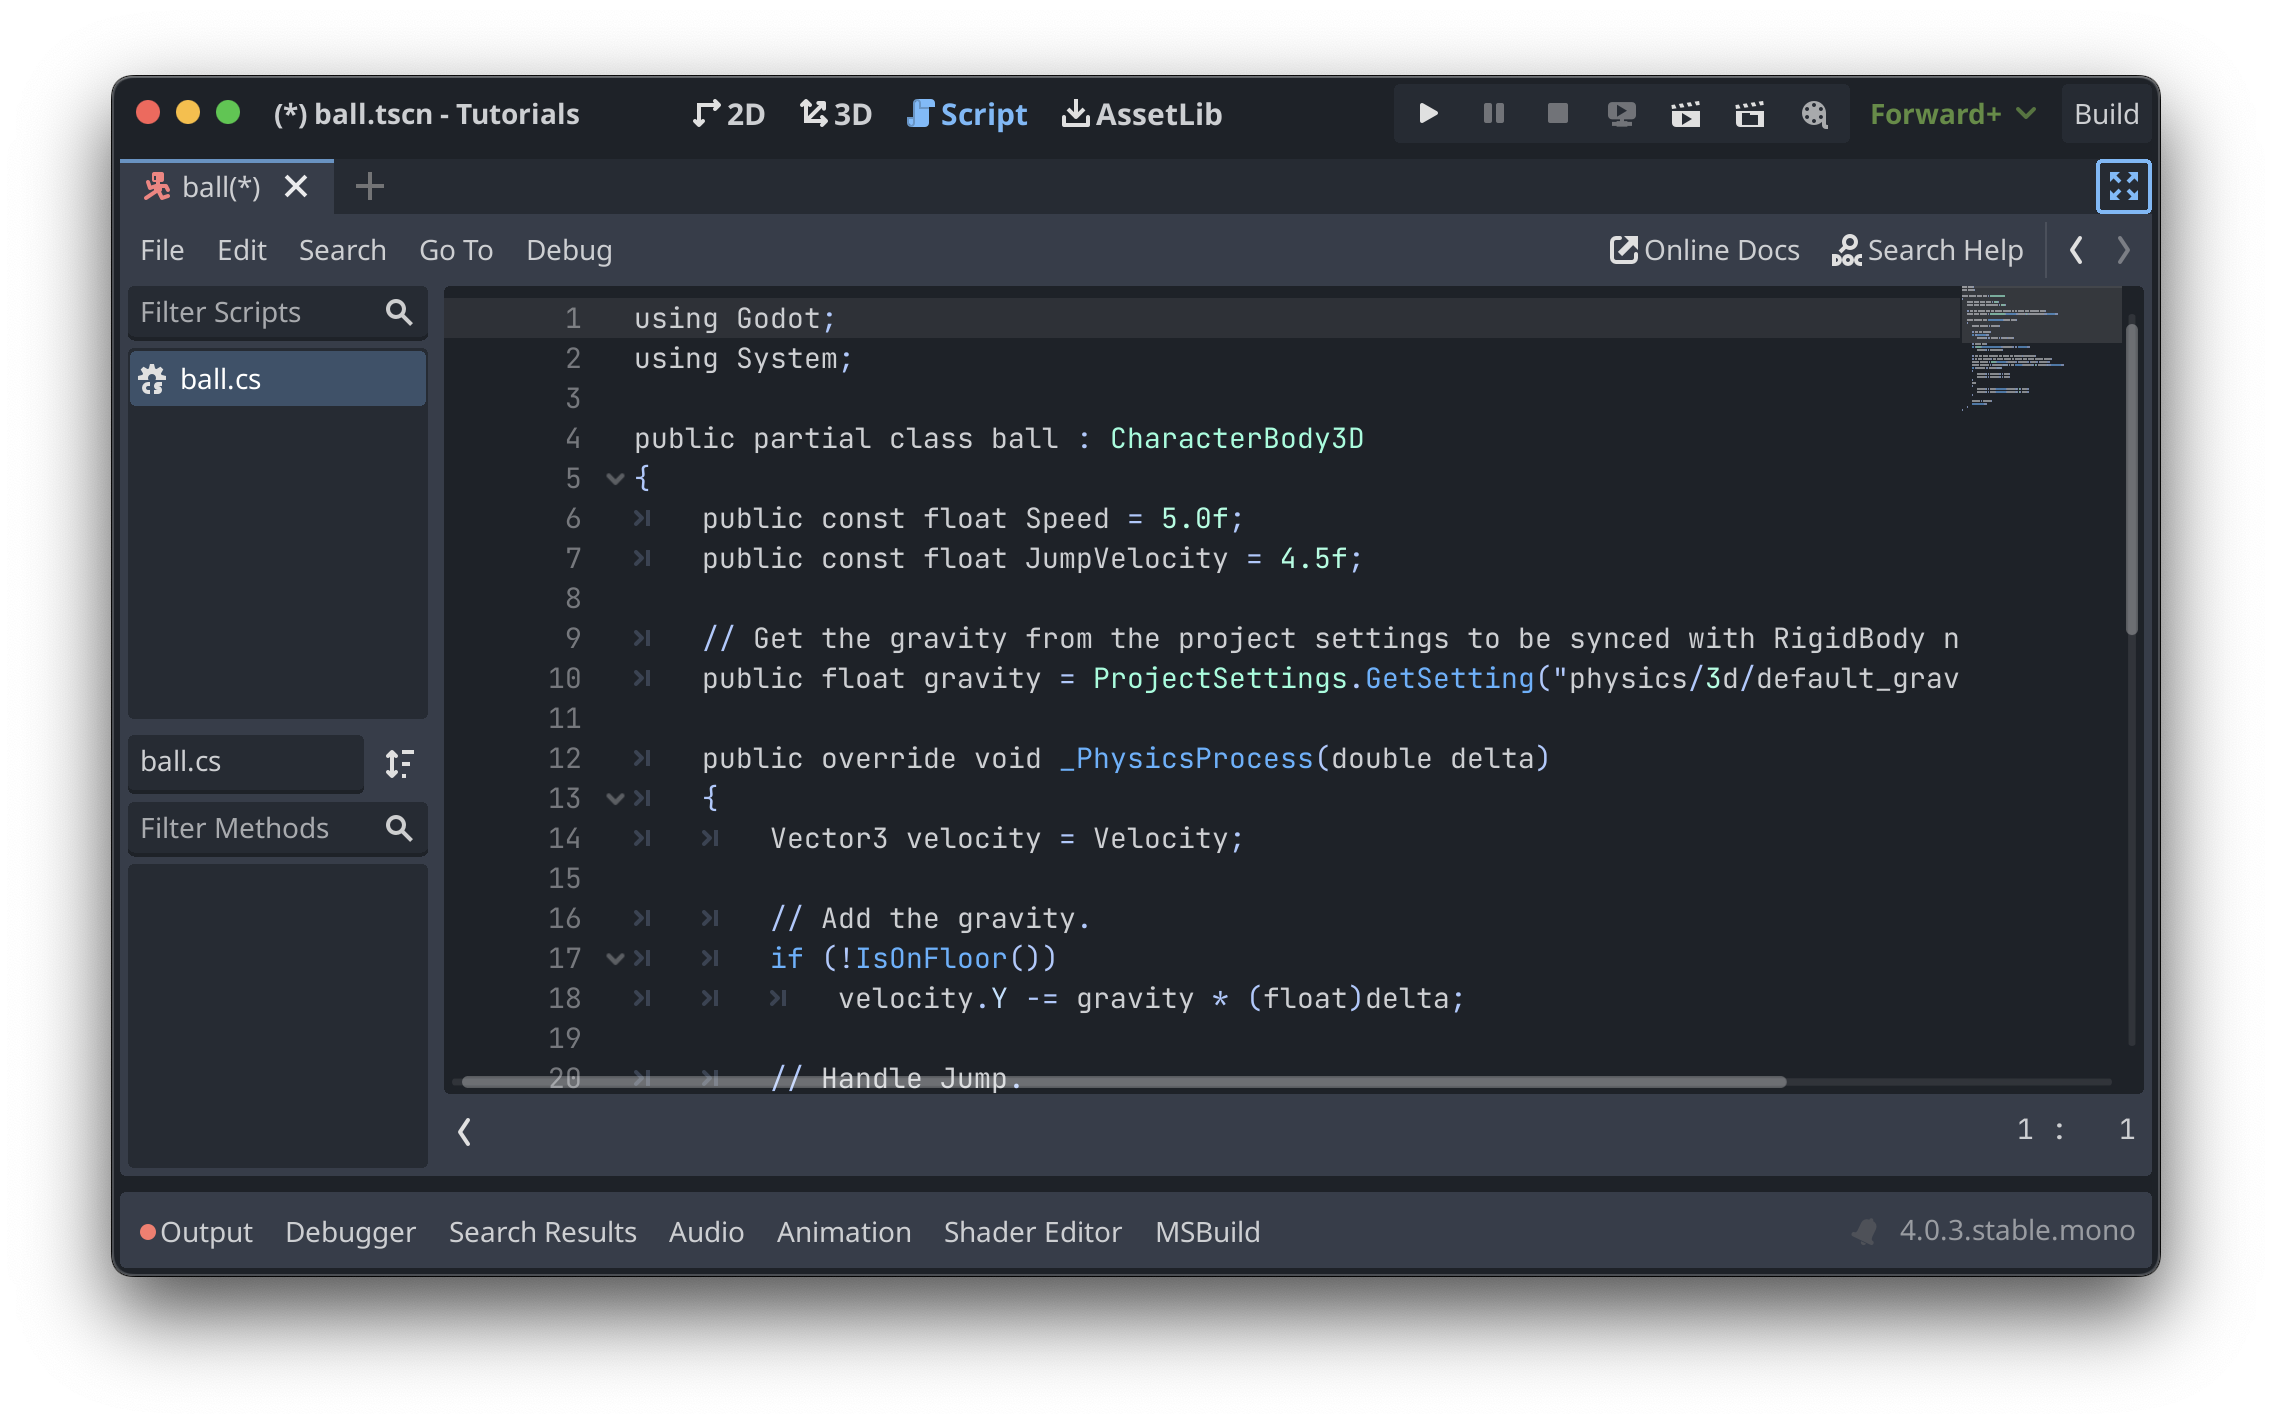 (*) ball.tscn - Tutorials 2D 3D Script AssetLib Forward+ Build
ball(*)
File Edit Search Go To Debug Online Docs Search Help
Filter Scripts
ball.cs
ball.cs
Filter Methods
1 using Godot;
2 using System;
3
4 public partial class ball : CharacterBody3D
5 {
6 public const float Speed = 5.0f;
7 public const float JumpVelocity = 4.5f;
8
9 // Get the gravity from the project settings to be synced with RigidBody n
10 public float gravity = ProjectSettings.GetSetting("physics/3d/default_grav
11
12 public override void _PhysicsProcess(double delta)
13 {
14 Vector3 velocity = Velocity;
15
16 // Add the gravity.
17 if (!IsOnFloor())
18 velocity.Y -= gravity * (float)delta;
19
20 // Handle Jump.
1 : 1
Output Debugger Search Results Audio Animation Shader Editor MSBuild 4.0.3.stable.mono